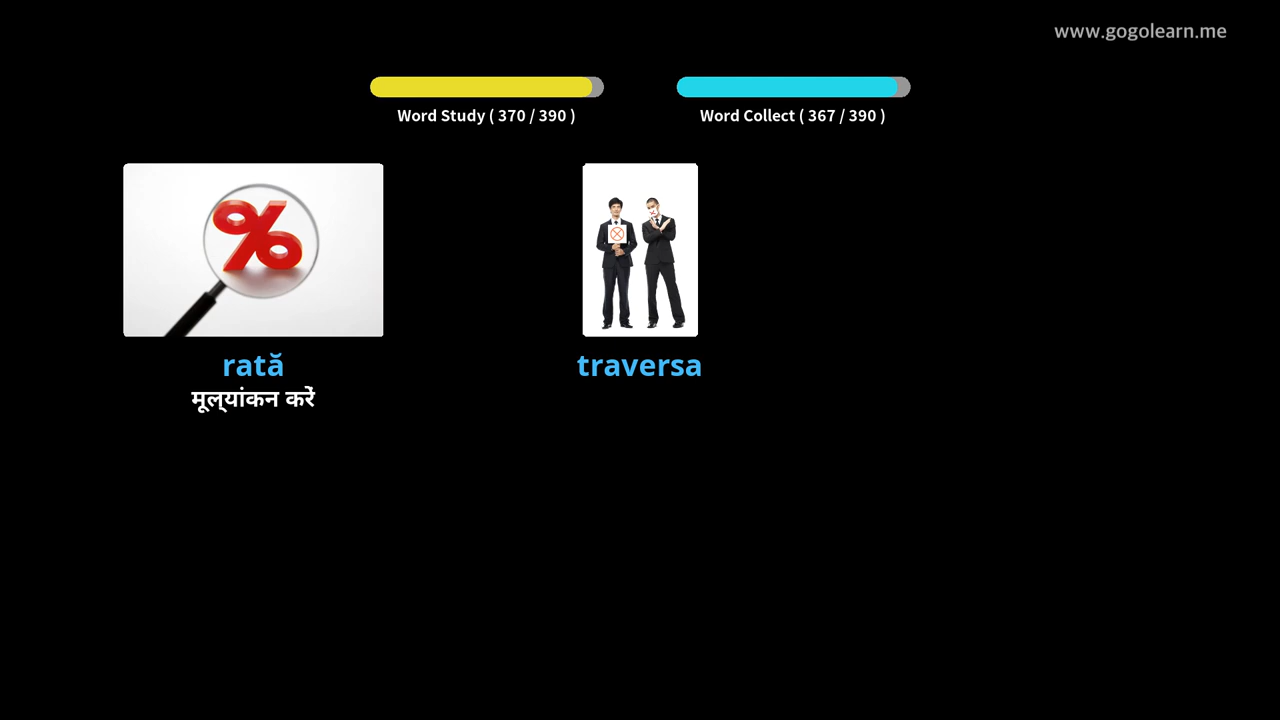 www.gogolearn.me
Word Study ( 370 / 390 )
Word Collect ( 367 / 390 )
%
rată
traversa
मूल्यांकन करें